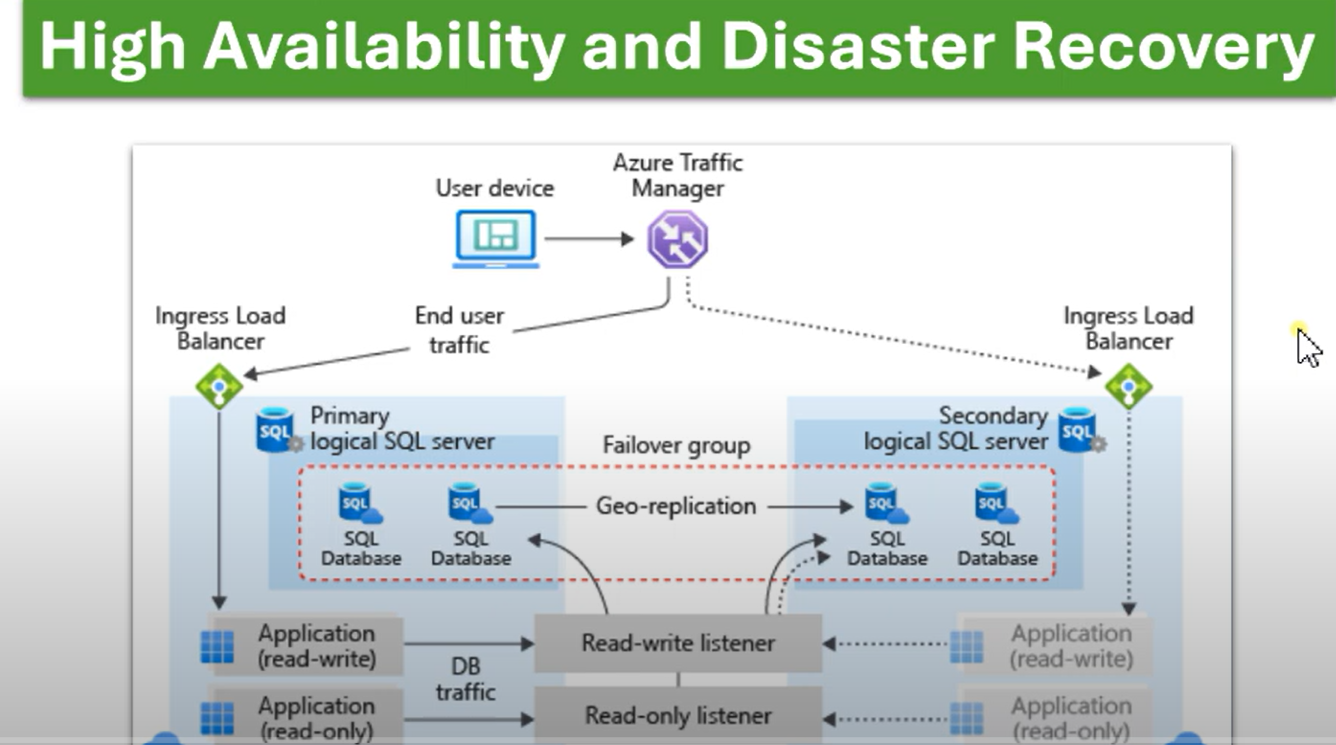 High Availability and Disaster Recovery
Azure Traffic
Manager
User device
Ingress Load
Balancer
End user
traffic
Ingress Load
Balancer
SQL
Primary
logical SQL server
Failover group
Secondary
logical SQL server
SQL
SQL
SQL
Database
SQL
SQL
Database
Geo-replication
SQL
SQL
Database
SQL
SQL
Database
Application
(read-write)
DB
traffic
Read-write listener
Application
(read-write)
Application
(read-only)
Read-only listener
Application
(read-only)